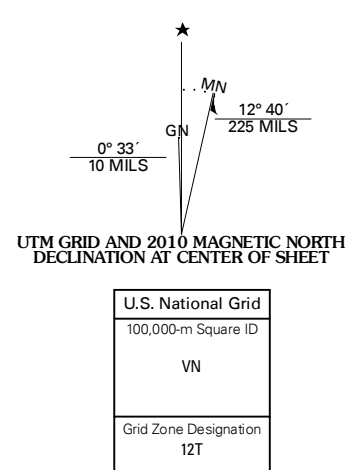 MN
12° 40´
225 MILS
GN
0° 33´
10 MILS
UTM GRID AND 2010 MAGNETIC NORTH
DECLINATION AT CENTER OF SHEET
U.S. National Grid
100,000-m Square ID
VN
Grid Zone Designation
12T